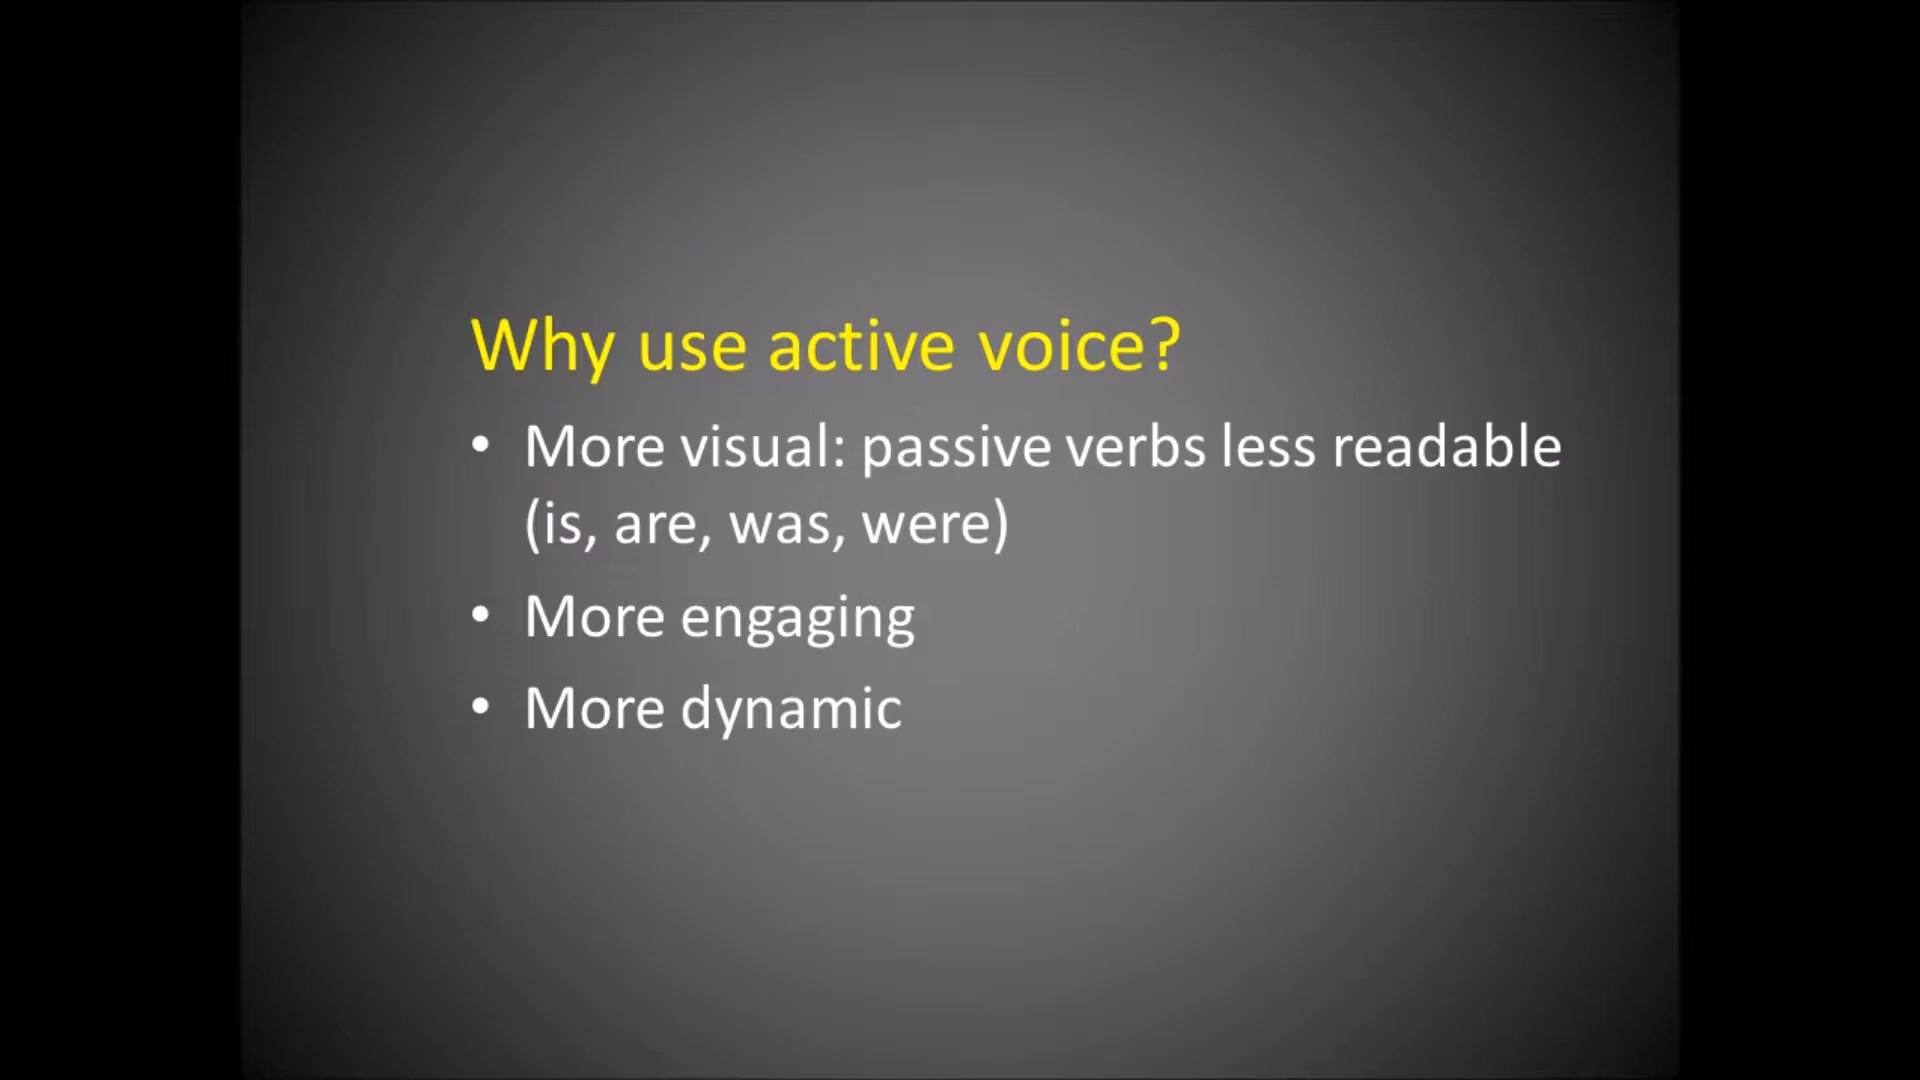 Why use active voice?
• More visual: passive verbs less readable
(is, are, was, were)
• More engaging
• More dynamic